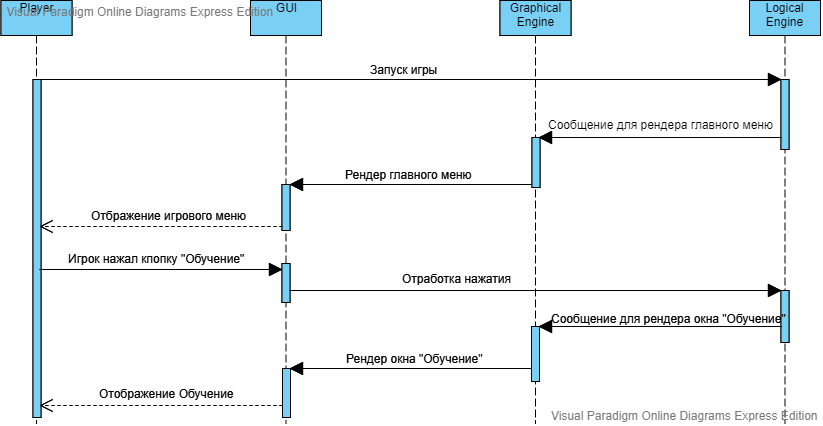 Player
Visual Paradigm Online Diagrams Express Edition
GUI
Graphical
Engine
Logical
Engine
Запуск игры
Сообщение для рендера главного меню
Рендер главного меню
Отбражение игрового меню
Игрок нажал кпопку "Обучение"
Отработка нажатия
Сообщение для рендера окна "Обучение"
Рендер окна "Обучение"
Отображение Обучение
Visual Paradigm Online Diagrams Express Edition